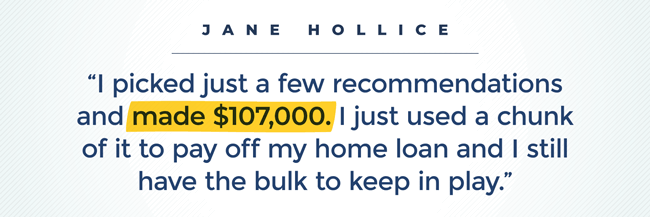 JANE HOLLICE
“I picked just a few recommendations
and made $107,000. I just used a chunk
of it to pay off my home loan and I still
have the bulk to keep in play.”